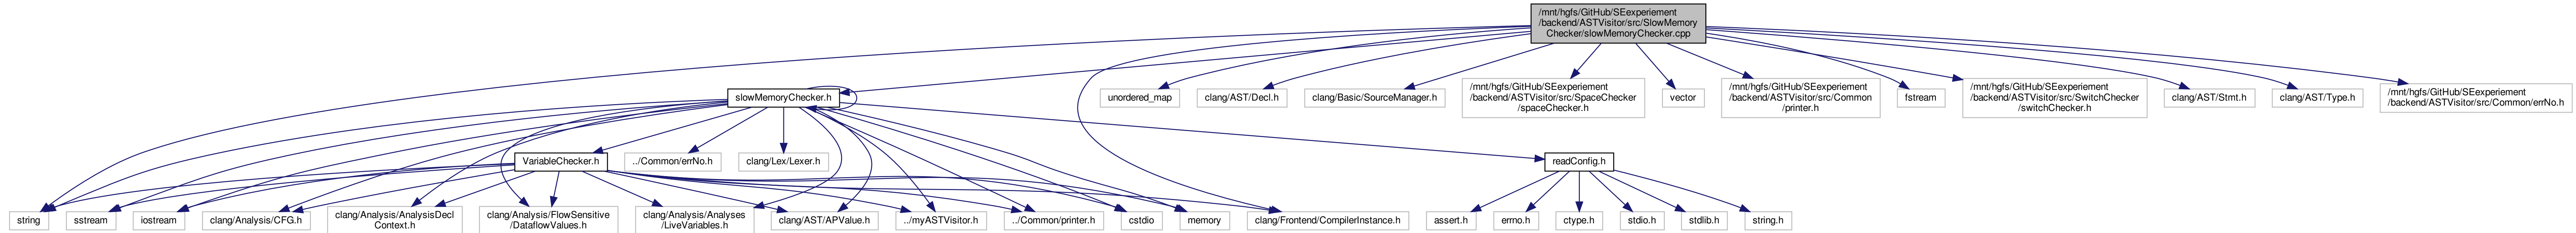 /mnt/hgfs/GitHub/SEexperiement
/backend/ASTVisitor/src/SlowMemory
Checker/slowMemoryChecker.cpp
slowMemoryChecker.h
unordered_map
clang/AST/Decl.h
clang/Basic/SourceManager.h
/mnt/hgfs/GitHub/SEexperiement
/backend/ASTVisitor/src/SpaceChecker
/spaceChecker.h
vector
/mnt/hgfs/GitHub/SEexperiement
/backend/ASTVisitor/src/Common
/printer.h
fstream
/mnt/hgfs/GitHub/SEexperiement
/backend/ASTVisitor/src/SwitchChecker
/switchChecker.h
clang/AST/Stmt.h
clang/AST/Type.h
/mnt/hgfs/GitHub/SEexperiement
/backend/ASTVisitor/src/Common/errNo.h
VariableChecker.h
../Common/errNo.h
clang/Lex/Lexer.h
readConfig.h
string
sstream
iostream
clang/Analysis/CFG.h
clang/Analysis/AnalysisDecl
Context.h
clang/Analysis/FlowSensitive
/DataflowValues.h
clang/Analysis/Analyses
/LiveVariables.h
clang/AST/APValue.h
../myASTVisitor.h
../Common/printer.h
cstdio
memory
clang/Frontend/CompilerInstance.h
assert.h
errno.h
ctype.h
stdio.h
stdlib.h
string.h